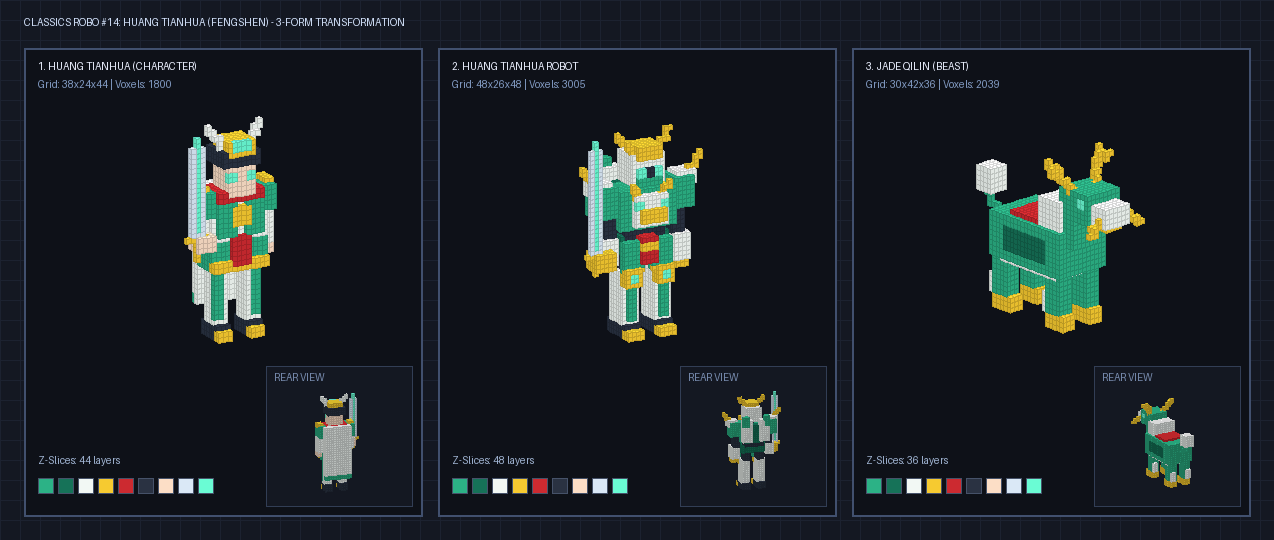 CLASSICS ROBO #14: HUANG TIANHUA (FENGSHEN) - 3-FORM TRANSFORMATION
1. HUANG TIANHUA (CHARACTER)
Grid: 38x24x44 | Voxels: 1800
REAR VIEW
Z-Slices: 44 layers
2. HUANG TIANHUA ROBOT
Grid: 48x26x48 | Voxels: 3005
REAR VIEW
Z-Slices: 48 layers
3. JADE QILIN (BEAST)
Grid: 30x42x36 | Voxels: 2039
REAR VIEW
Z-Slices: 36 layers